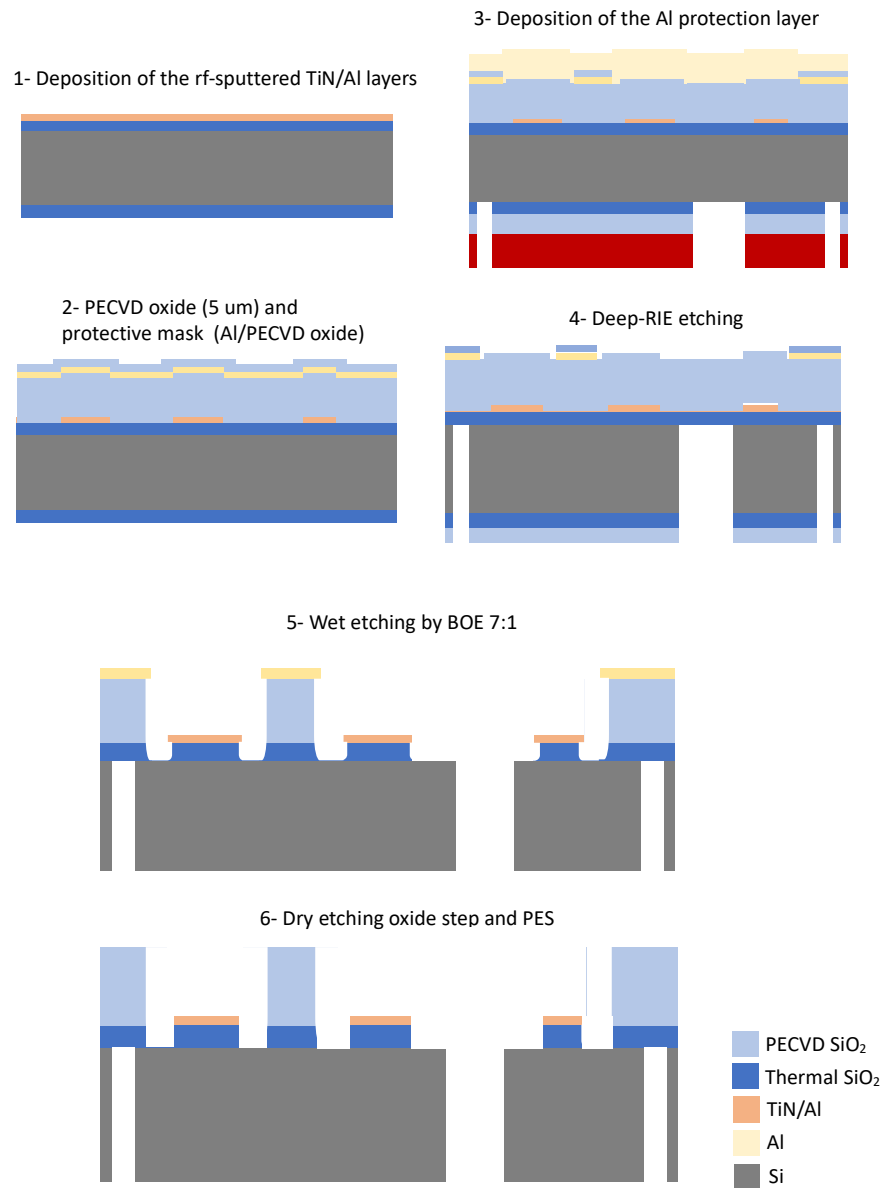 1- Deposition of the rf-sputtered TiN/Al layers
2- PECVD oxide (5 um) and
protective mask (Al/PECVD oxide)
3- Deposition of the Al protection layer
4- Deep-RIE etching
5- Wet etching by BOE 7:1
6- Dry etching oxide step and PES
PECVD SiO₂
Thermal SiO₂
TiN/Al
Al
Si